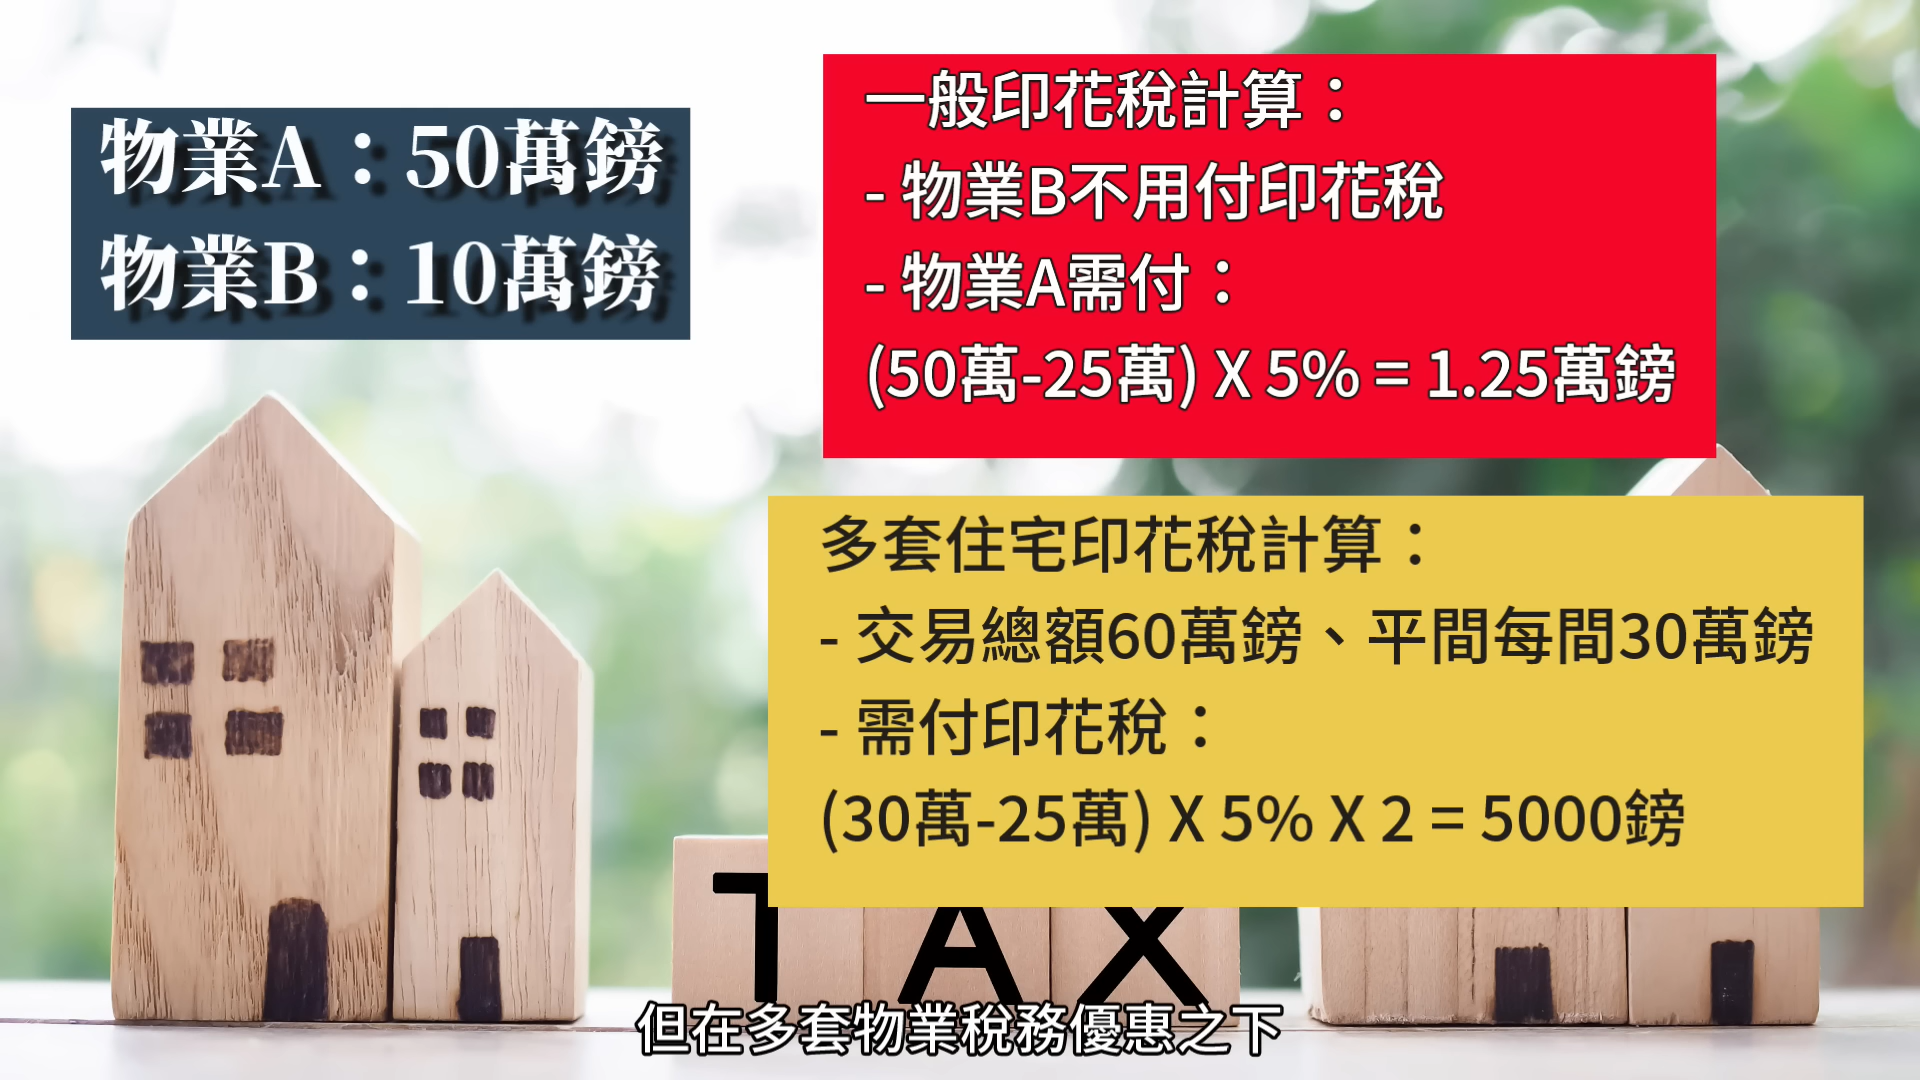 物業A：50萬鎊
物業B：10萬鎊
一般印花稅計算：
- 物業B不用付印花稅
- 物業A需付：
(50萬-25萬) X 5% = 1.25萬鎊
多套住宅印花稅計算：
- 交易總額60萬鎊、平間每間30萬鎊
- 需付印花稅：
(30萬-25萬) X 5% X 2 = 5000鎊
TAX
但在多套物業稅務優惠之下